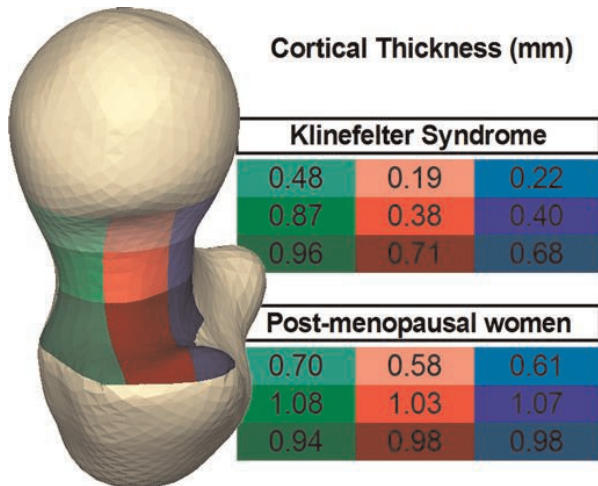 Cortical Thickness (mm)
Klinefelter Syndrome
0.48 0.19 0.22
0.87 0.38 0.40
0.96 0.71 0.68
Post-menopausal women
0.70 0.58 0.61
1.08 1.03 1.07
0.94 0.98 0.98